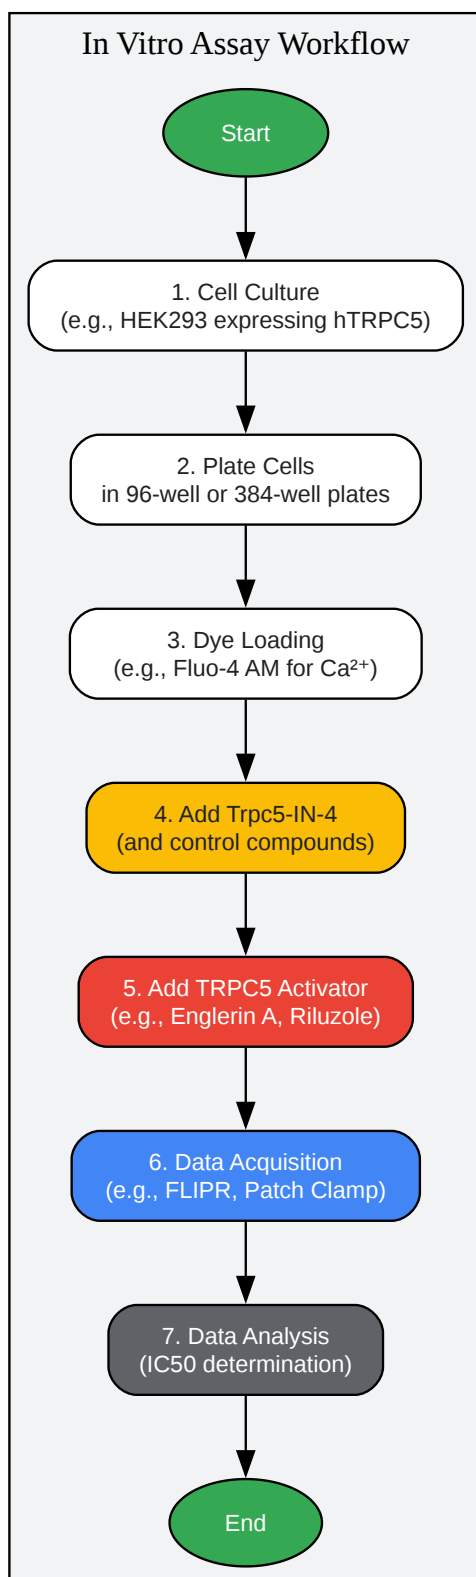 In Vitro Assay Workflow
Start
1. Cell Culture
(e.g., HEK293 expressing hTRPC5)
2. Plate Cells
in 96-well or 384-well plates
3. Dye Loading
(e.g., Fluo-4 AM for Ca²⁺)
4. Add Trpc5-IN-4
(and control compounds)
5. Add TRPC5 Activator
(e.g., Englerin A, Riluzole)
6. Data Acquisition
(e.g., FLIPR, Patch Clamp)
7. Data Analysis
(IC50 determination)
End